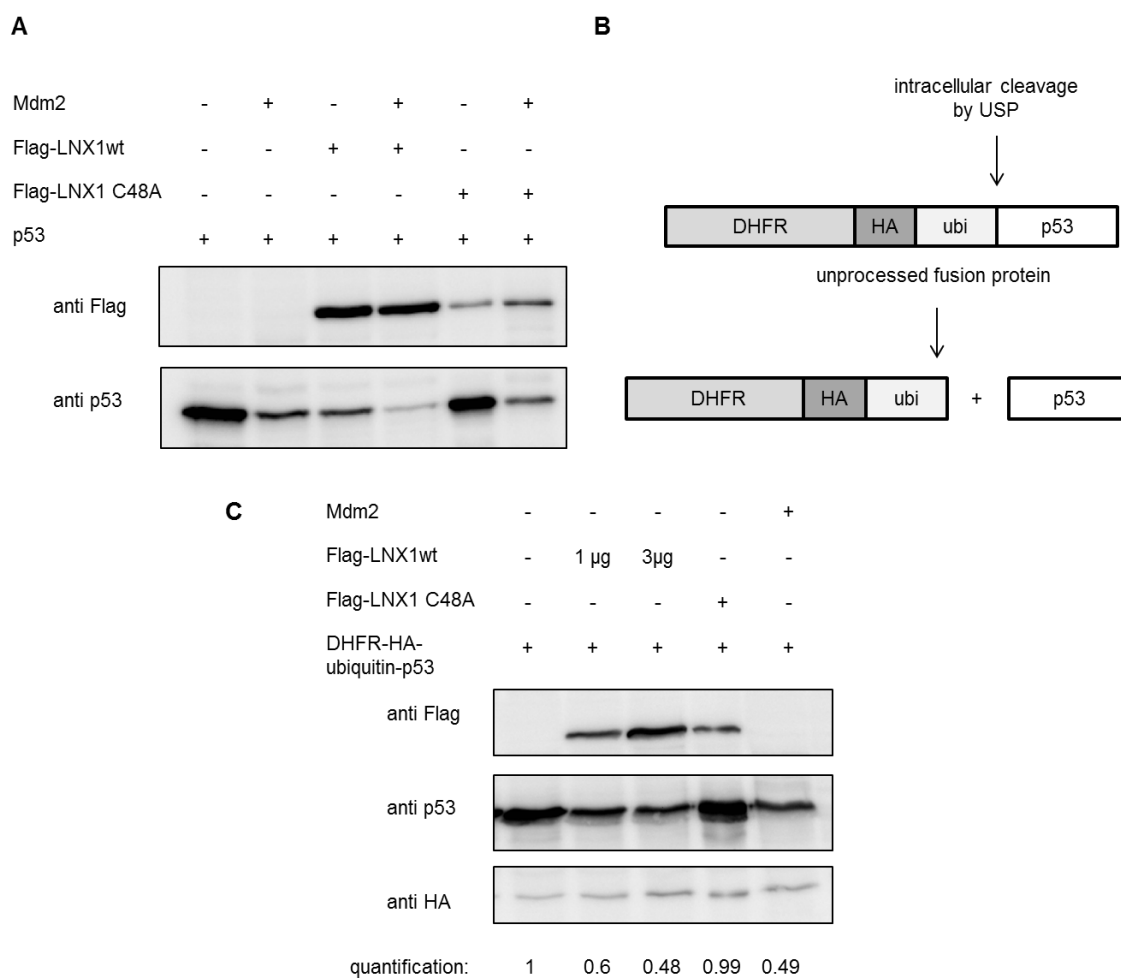 A
Mdm2 - + - + - +
Flag-LNX1wt - - + + - -
Flag-LNX1 C48A - - - - + +
p53 + + + + + +
anti Flag
anti p53
B
intracellular cleavage
by USP
DHFR HA ubi p53
unprocessed fusion protein
DHFR HA ubi + p53
C
Mdm2 - - - - +
Flag-LNX1wt - 1 µg 3µg - -
Flag-LNX1 C48A - - - + -
DHFR-HA-
ubiquitin-p53 + + + + +
anti Flag
anti p53
anti HA
quantification: 1 0.6 0.48 0.99 0.49